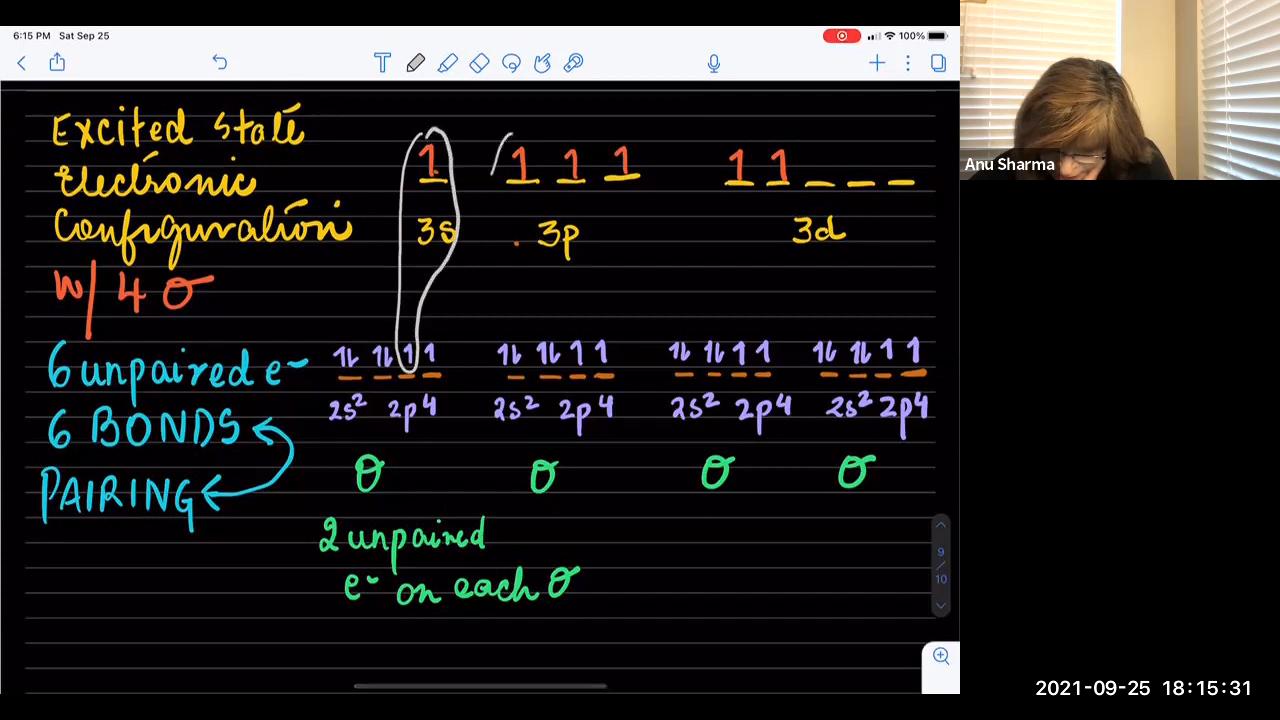 6:15 PM Sat Sep 25
100%
Excited State
Electronic
Configuration
w/ 4 O
6 unpaired e-
6 BONDS
PAIRING
1 1 1 1 1 1
3s 3p 3d
1L 1L 1 1 1L 1L 1 1 1L 1L 1 1 1L 1L 1 1
2s² 2p⁴ 2s² 2p⁴ 2s² 2p⁴ 2s² 2p⁴
O O O O
2 unpaired
e- on each O
9
/
10
Anu Sharma
2021-09-25 18:15:31